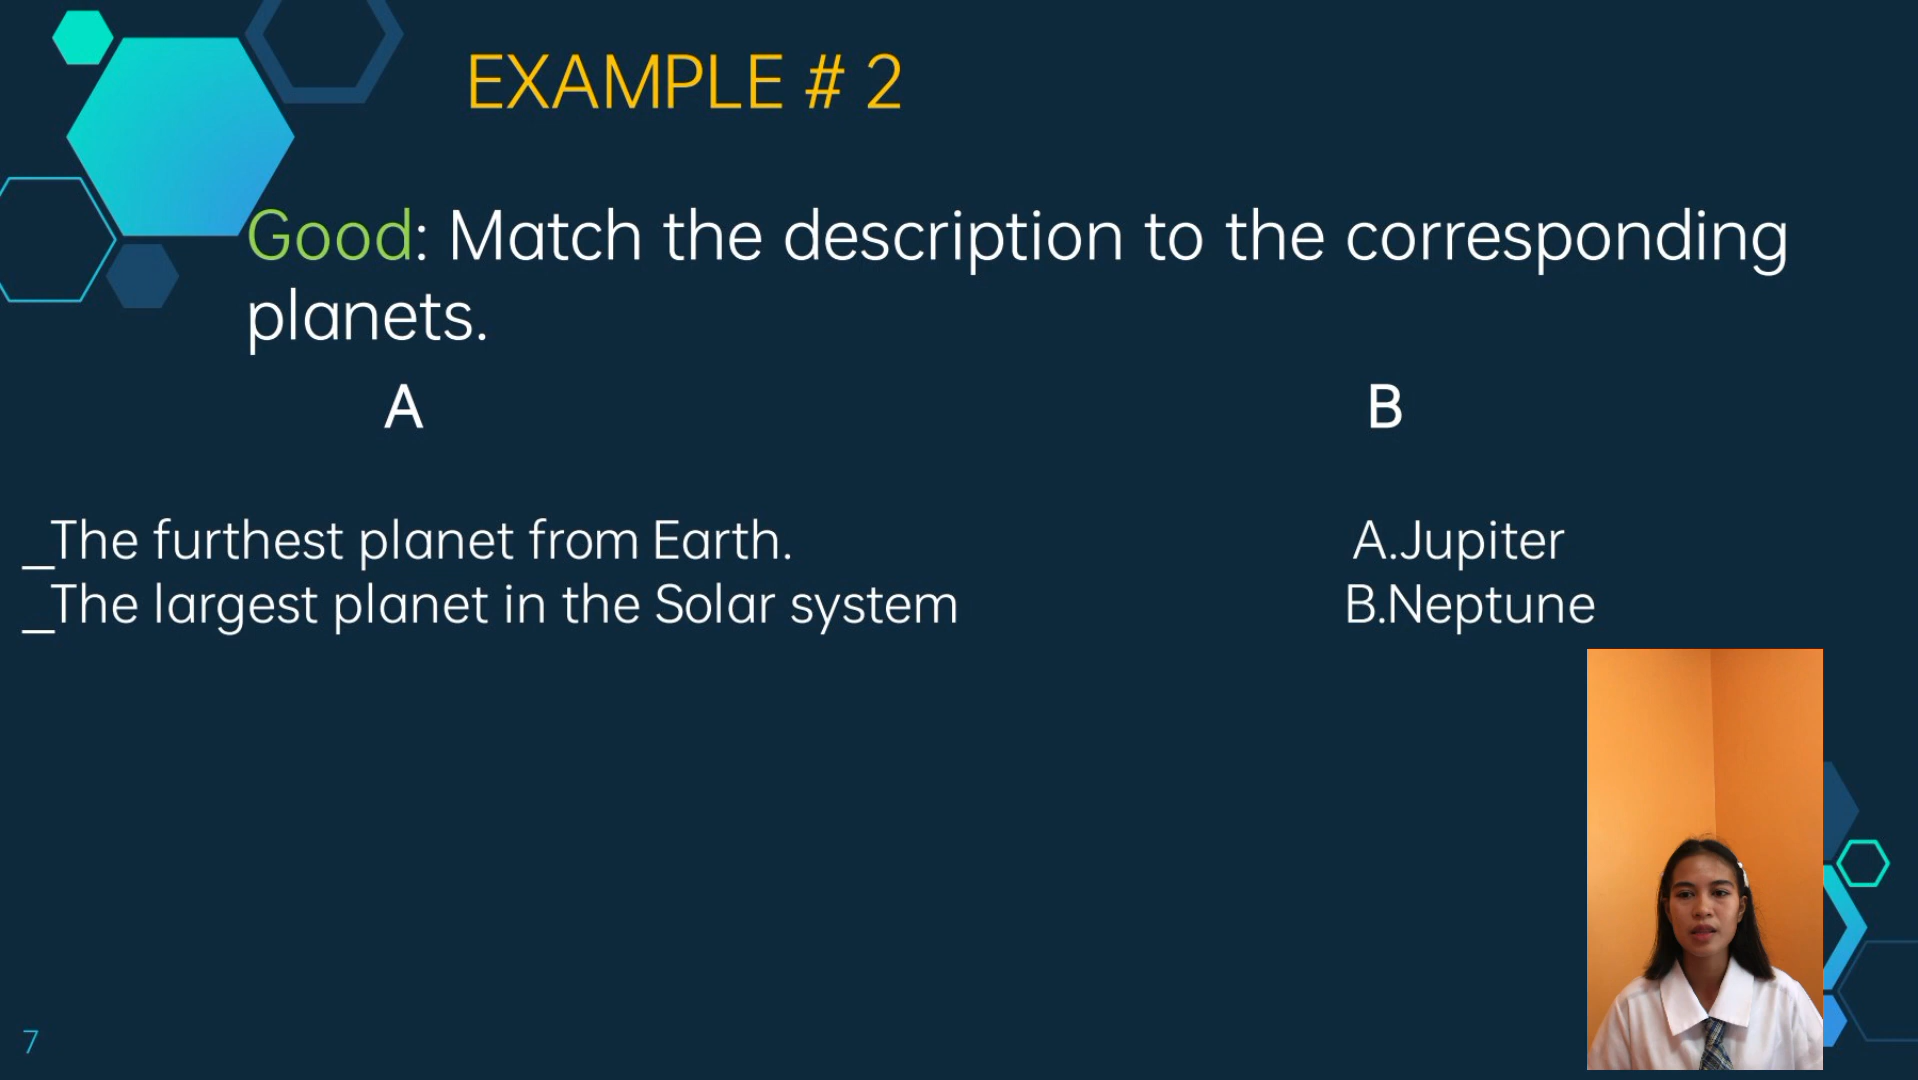 EXAMPLE # 2
Good: Match the description to the corresponding
planets.
A B
_The furthest planet from Earth. A.Jupiter
_The largest planet in the Solar system B.Neptune
7